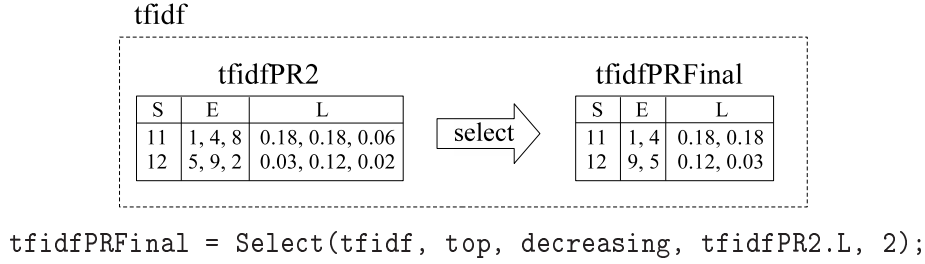 tfidf
tfidfPR2
S E L
11 1, 4, 8 0.18, 0.18, 0.06
12 5, 9, 2 0.03, 0.12, 0.02
select
tfidfPRFinal
S E L
11 1, 4 0.18, 0.18
12 9, 5 0.12, 0.03
tfidfPRFinal = Select(tfidf, top, decreasing, tfidfPR2.L, 2);